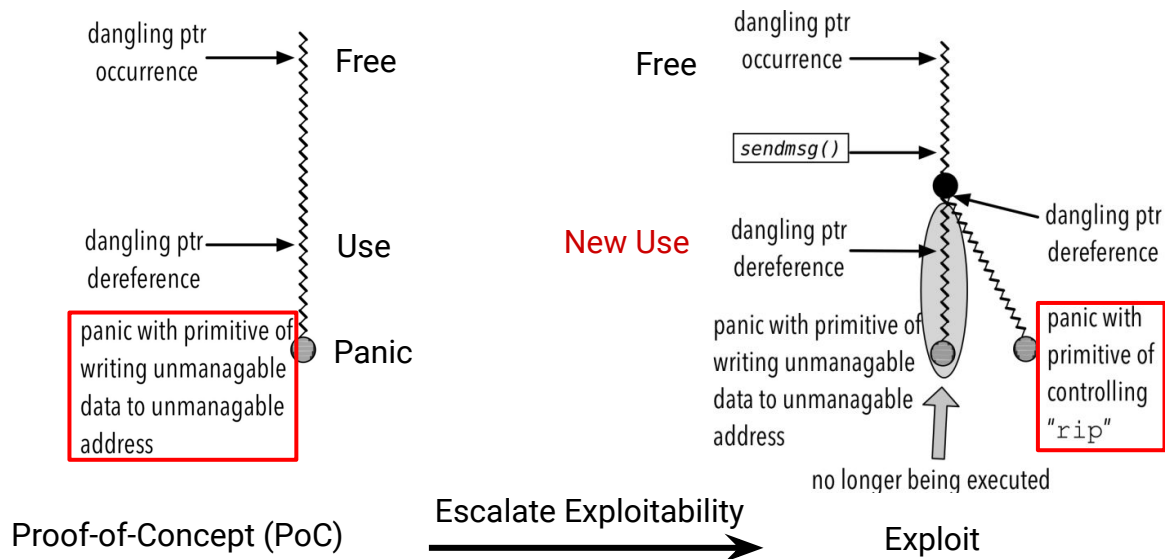 dangling ptr
occurrence
Free
dangling ptr
dereference
Use
panic with primitive of
writing unmanagable
data to unmanagable
address
Panic
Proof-of-Concept (PoC)
Escalate Exploitability
Free
dangling ptr
occurrence
sendmsg()
New Use
dangling ptr
dereference
dangling ptr
dereference
panic with primitive of
writing unmanagable
data to unmanagable
address
panic with
primitive of
controlling
"rip"
no longer being executed
Exploit